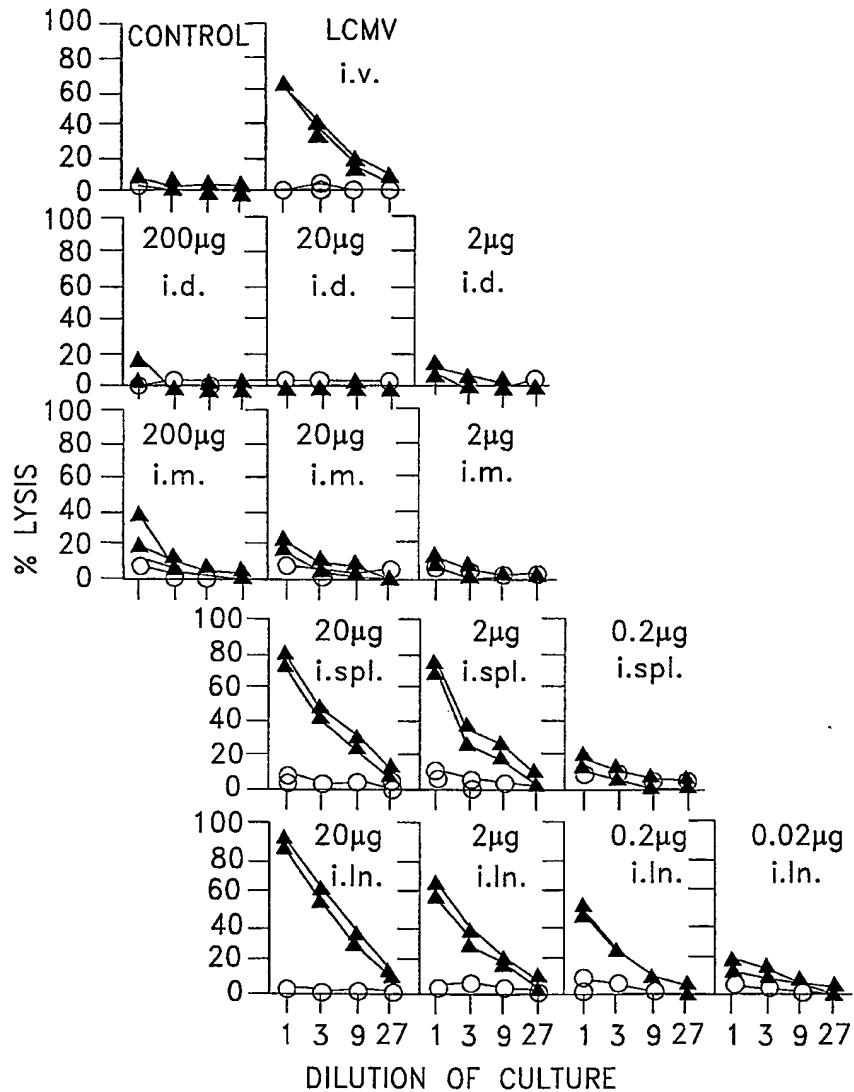 100 CONTROL LCMV
80 i.v.
60
40
20
0
100 200µg 20µg 2µg
80 i.d. i.d. i.d.
60
40
20
0
100 200µg 20µg 2µg
80 i.m. i.m. i.m.
60
40
20
0
% LYSIS
100 20µg 2µg 0.2µg
80 i.spl. i.spl. i.spl.
60
40
20
0
100 20µg 2µg 0.2µg 0.02µg
80 i.ln. i.ln. i.ln. i.ln.
60
40
20
0
1 3 9 27 1 3 9 27 1 3 9 27 1 3 9 27
DILUTION OF CULTURE